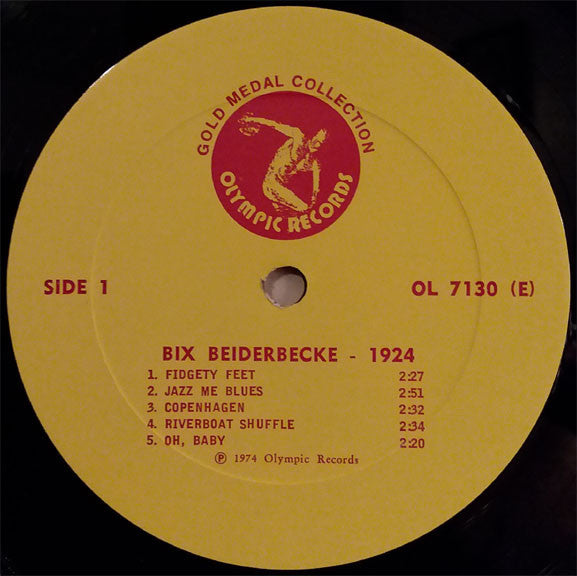 GOLD MEDAL COLLECTION
OLYMPIC RECORDS
SIDE 1
OL 7130 (E)
BIX BEIDERBECKE - 1924
1. FIDGETY FEET 2:27
2. JAZZ ME BLUES 2:51
3. COPENHAGEN 2:32
4. RIVERBOAT SHUFFLE 2:34
5. OH, BABY 2:20
℗ 1974 Olympic Records